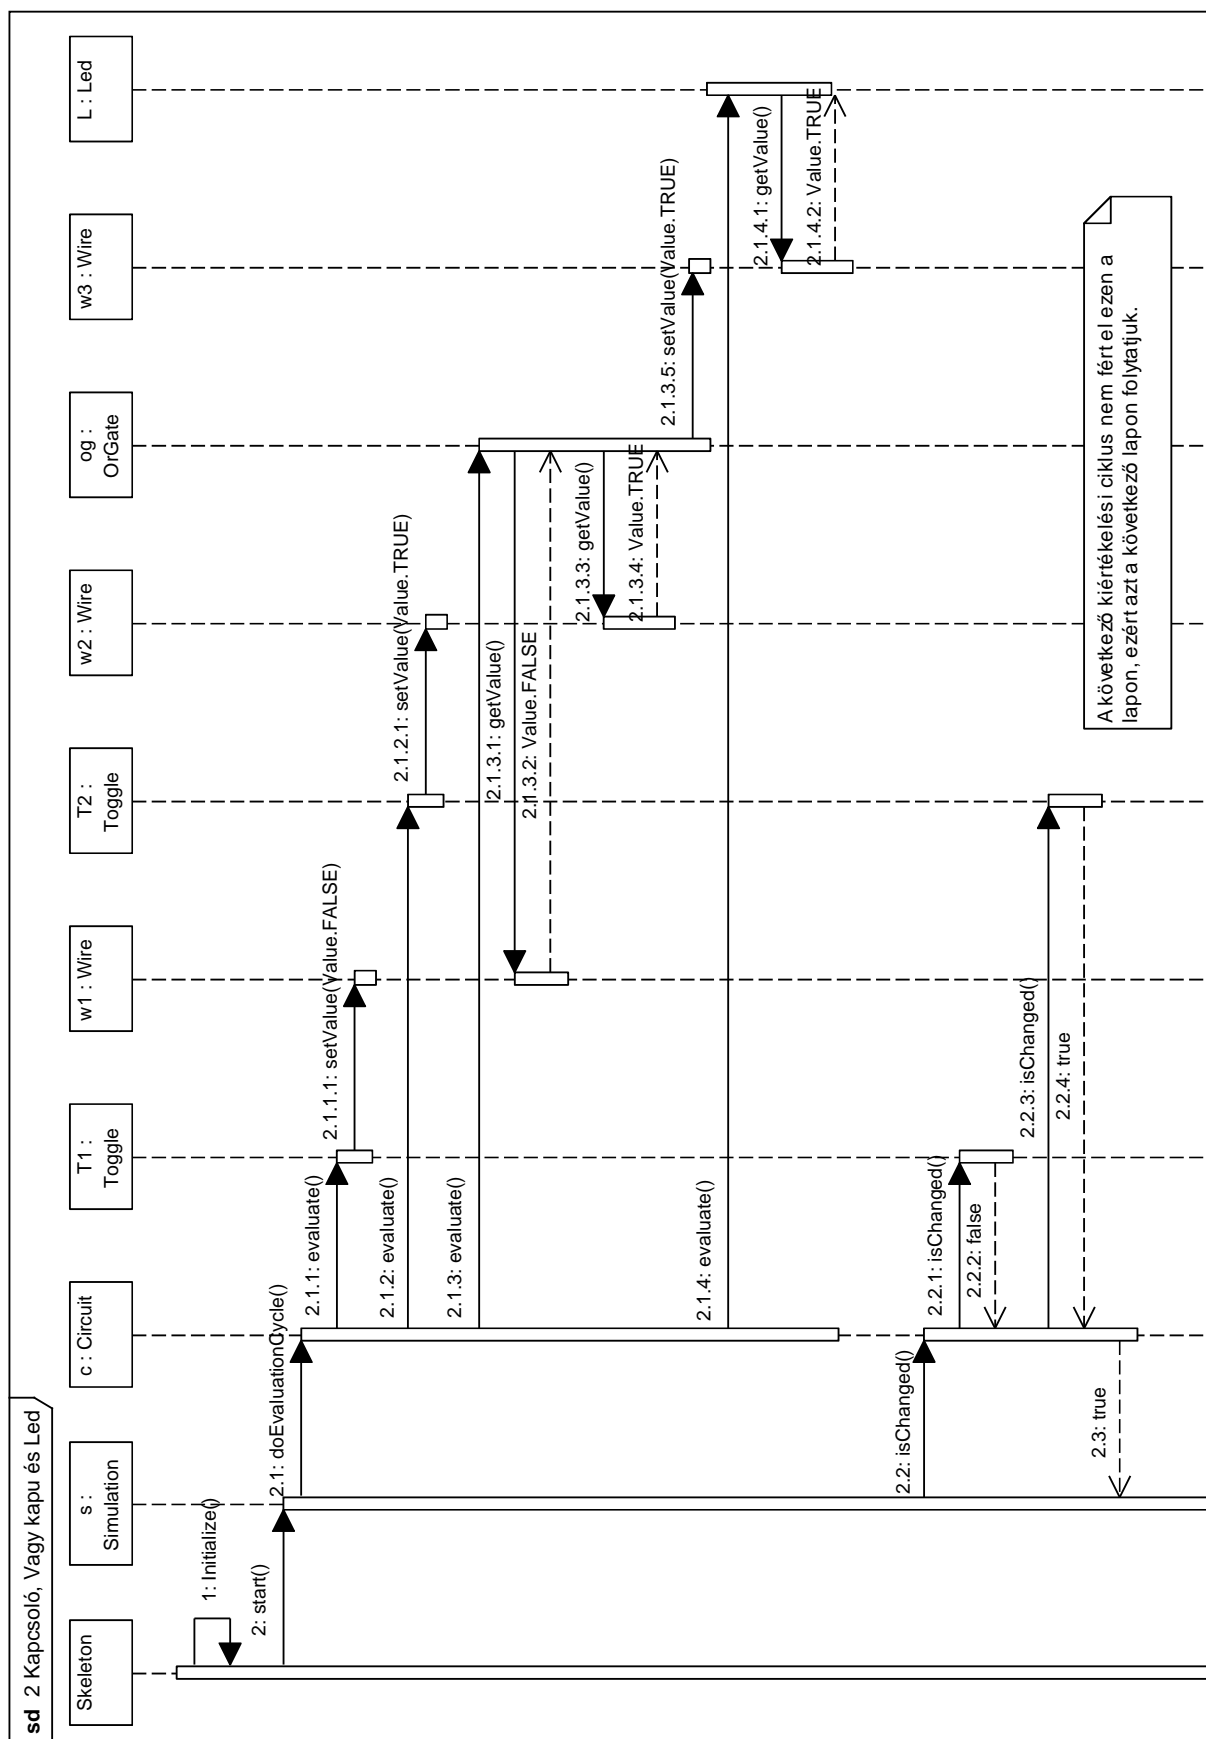 sd 2 Kapcsoló, Vagy kapu és Led
Skeleton
s :
Simulation
c : Circuit
T1 :
Toggle
w1 : Wire
T2 :
Toggle
w2 : Wire
og :
OrGate
w3 : Wire
L : Led
1: Initialize()
2: start()
2.1: doEvaluationCycle()
2.1.1: evaluate()
2.1.1.1: setValue(Value.FALSE)
2.1.2: evaluate()
2.1.2.1: setValue(Value.TRUE)
2.1.3: evaluate()
2.1.3.1: getValue()
2.1.3.2: Value.FALSE
2.1.3.3: getValue()
2.1.3.4: Value.TRUE
2.1.3.5: setValue(Value.TRUE)
2.1.4: evaluate()
2.1.4.1: getValue()
2.1.4.2: Value.TRUE
2.2: isChanged()
2.2.1: isChanged()
2.2.2: false
2.2.3: isChanged()
2.2.4: true
2.3: true
A következő kiértékelési ciklus nem fért el ezen a
lapon, ezért azt a következő lapon folytatjuk.